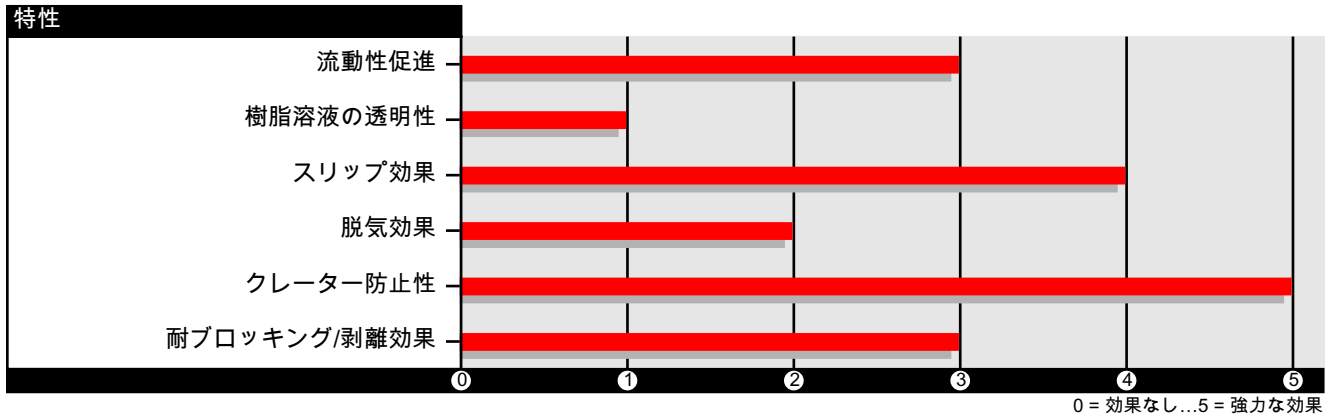 特性
流動性促進
樹脂溶液の透明性
スリップ効果
脱気効果
クレーター防止性
耐ブロッキング/剥離効果
0 1 2 3 4 5
0 = 効果なし...5 = 強力な効果